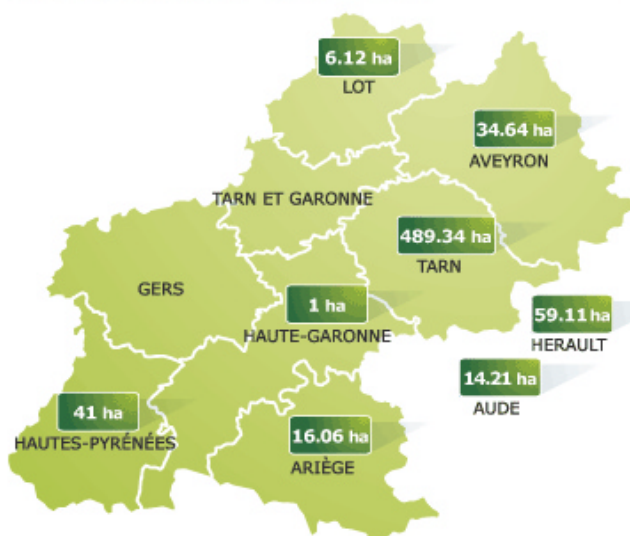 6.12 ha
LOT
34.64 ha
AVEYRON
TARN ET GARONNE
489.34 ha
TARN
GERS
1 ha
HAUTE-GARONNE
59.11 ha
HERAULT
14.21 ha
AUDE
41 ha
HAUTES-PYRÉNÉES
16.06 ha
ARIÈGE